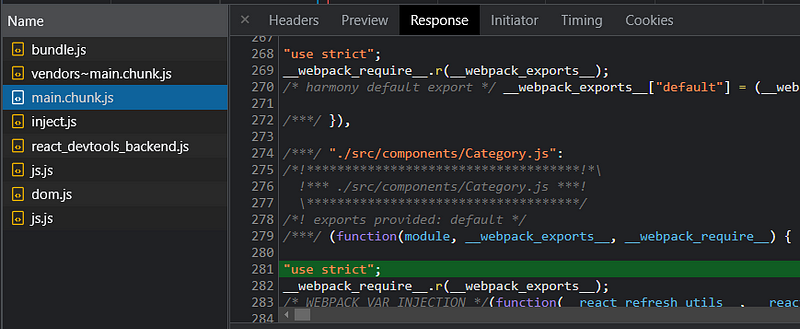 Name
bundle.js
vendors~main.chunk.js
main.chunk.js
inject.js
react_devtools_backend.js
js.js
dom.js
js.js
× Headers Preview Response Initiator Timing Cookies
267
268 "use strict";
269 __webpack_require__.r(__webpack_exports__);
270 /* harmony default export */ __webpack_exports__["default"] = (__we
271
272 /***/ }),
273
274 /***/ "./src/components/Category.js":
275 /*!************************************!*\
276   !*** ./src/components/Category.js ***!
277   \************************************/
278 /*! exports provided: default */
279 /***/ (function(module, __webpack_exports__, __webpack_require__) {
280
281 "use strict";
282 __webpack_require__.r(__webpack_exports__);
283 /* WEBPACK VAR INJECTION */(function(__react_refresh_utils__, __reac
284